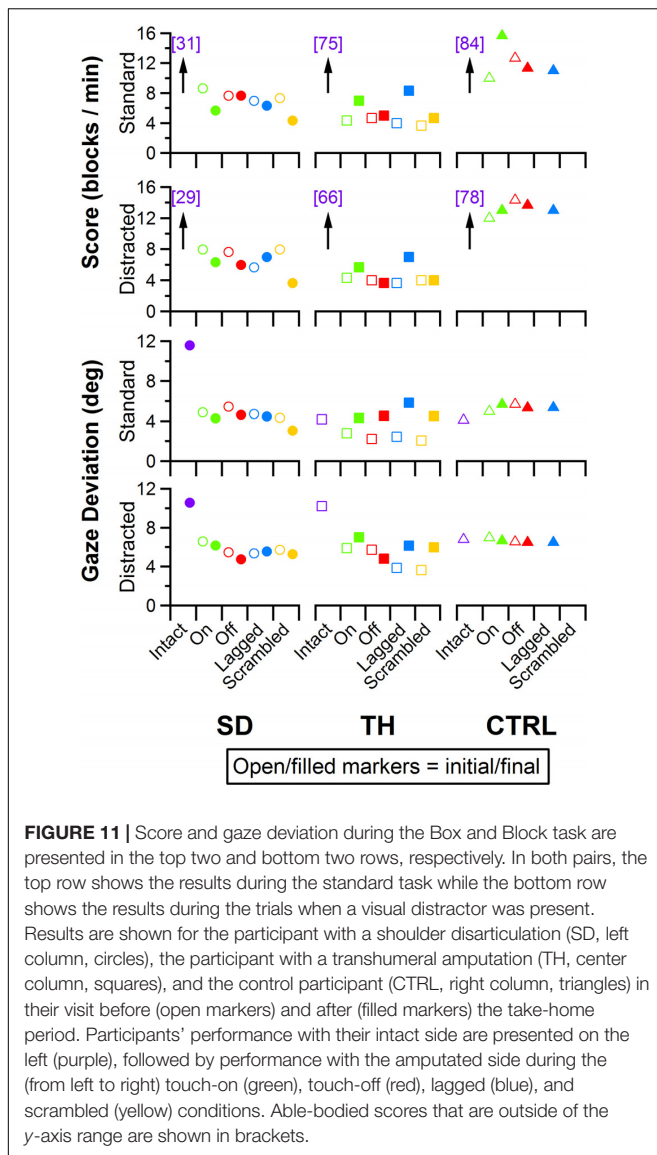 Score (blocks / min)
Standard
16
12
8
4
0
[31]
[75]
[84]
Distracted
16
12
8
4
0
[29]
[66]
[78]
Gaze Deviation (deg)
Standard
12
8
4
0
Distracted
12
8
4
0
Intact
On
Off
Lagged
Scrambled
Intact
On
Off
Lagged
Scrambled
Intact
On
Off
Lagged
Scrambled
SD TH CTRL
Open/filled markers = initial/final
FIGURE 11 | Score and gaze deviation during the Box and Block task are
presented in the top two and bottom two rows, respectively. In both pairs, the
top row shows the results during the standard task while the bottom row
shows the results during the trials when a visual distractor was present.
Results are shown for the participant with a shoulder disarticulation (SD, left
column, circles), the participant with a transhumeral amputation (TH, center
column, squares), and the control participant (CTRL, right column, triangles) in
their visit before (open markers) and after (filled markers) the take-home
period. Participants' performance with their intact side are presented on the
left (purple), followed by performance with the amputated side during the
(from left to right) touch-on (green), touch-off (red), lagged (blue), and
scrambled (yellow) conditions. Able-bodied scores that are outside of the
y-axis range are shown in brackets.